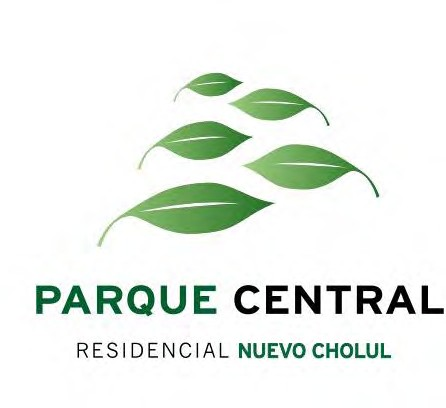 PARQUE CENTRAL
RESIDENCIAL NUEVO CHOLUL